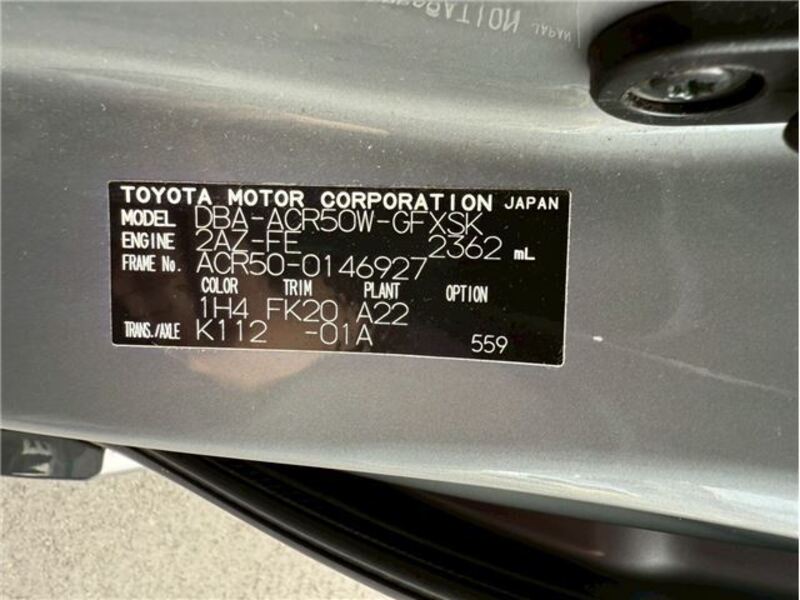 TOYOTA MOTOR CORPORATION JAPAN
MODEL DBA-ACR50W-GFXSK
ENGINE 2AZ-FE 2362 mL
FRAME No. ACR50-0146927
COLOR TRIM PLANT OPTION
1H4 FK20 A22
TRANS./AXLE K112 -01A 559